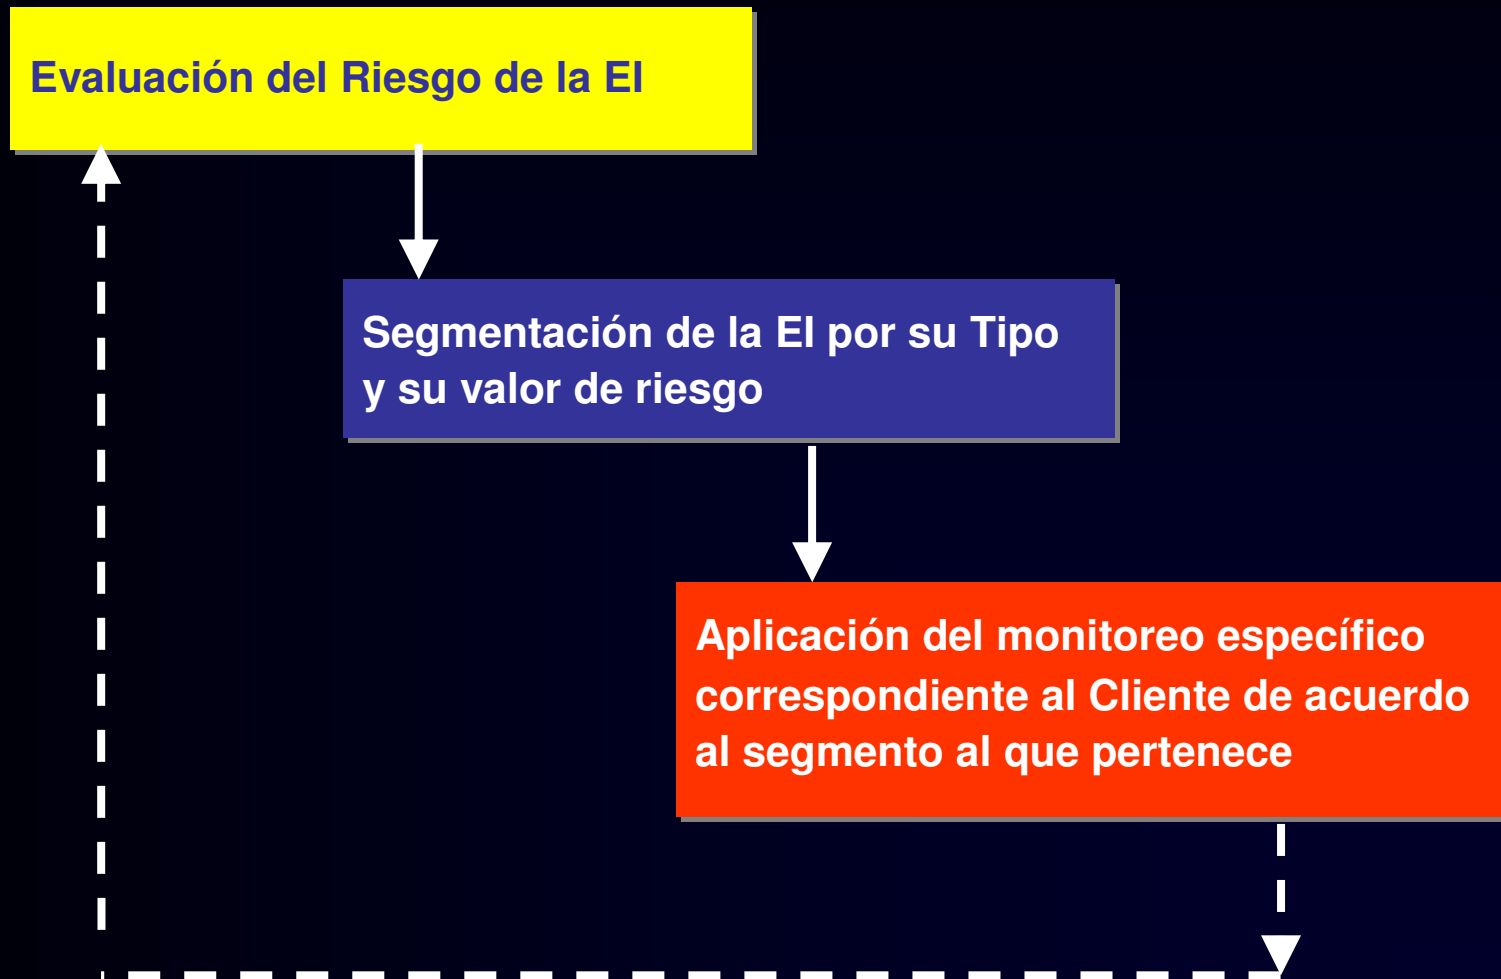 Evaluación del Riesgo de la EI
Segmentación de la EI por su Tipo
y su valor de riesgo
Aplicación del monitoreo específico
correspondiente al Cliente de acuerdo
al segmento al que pertenece